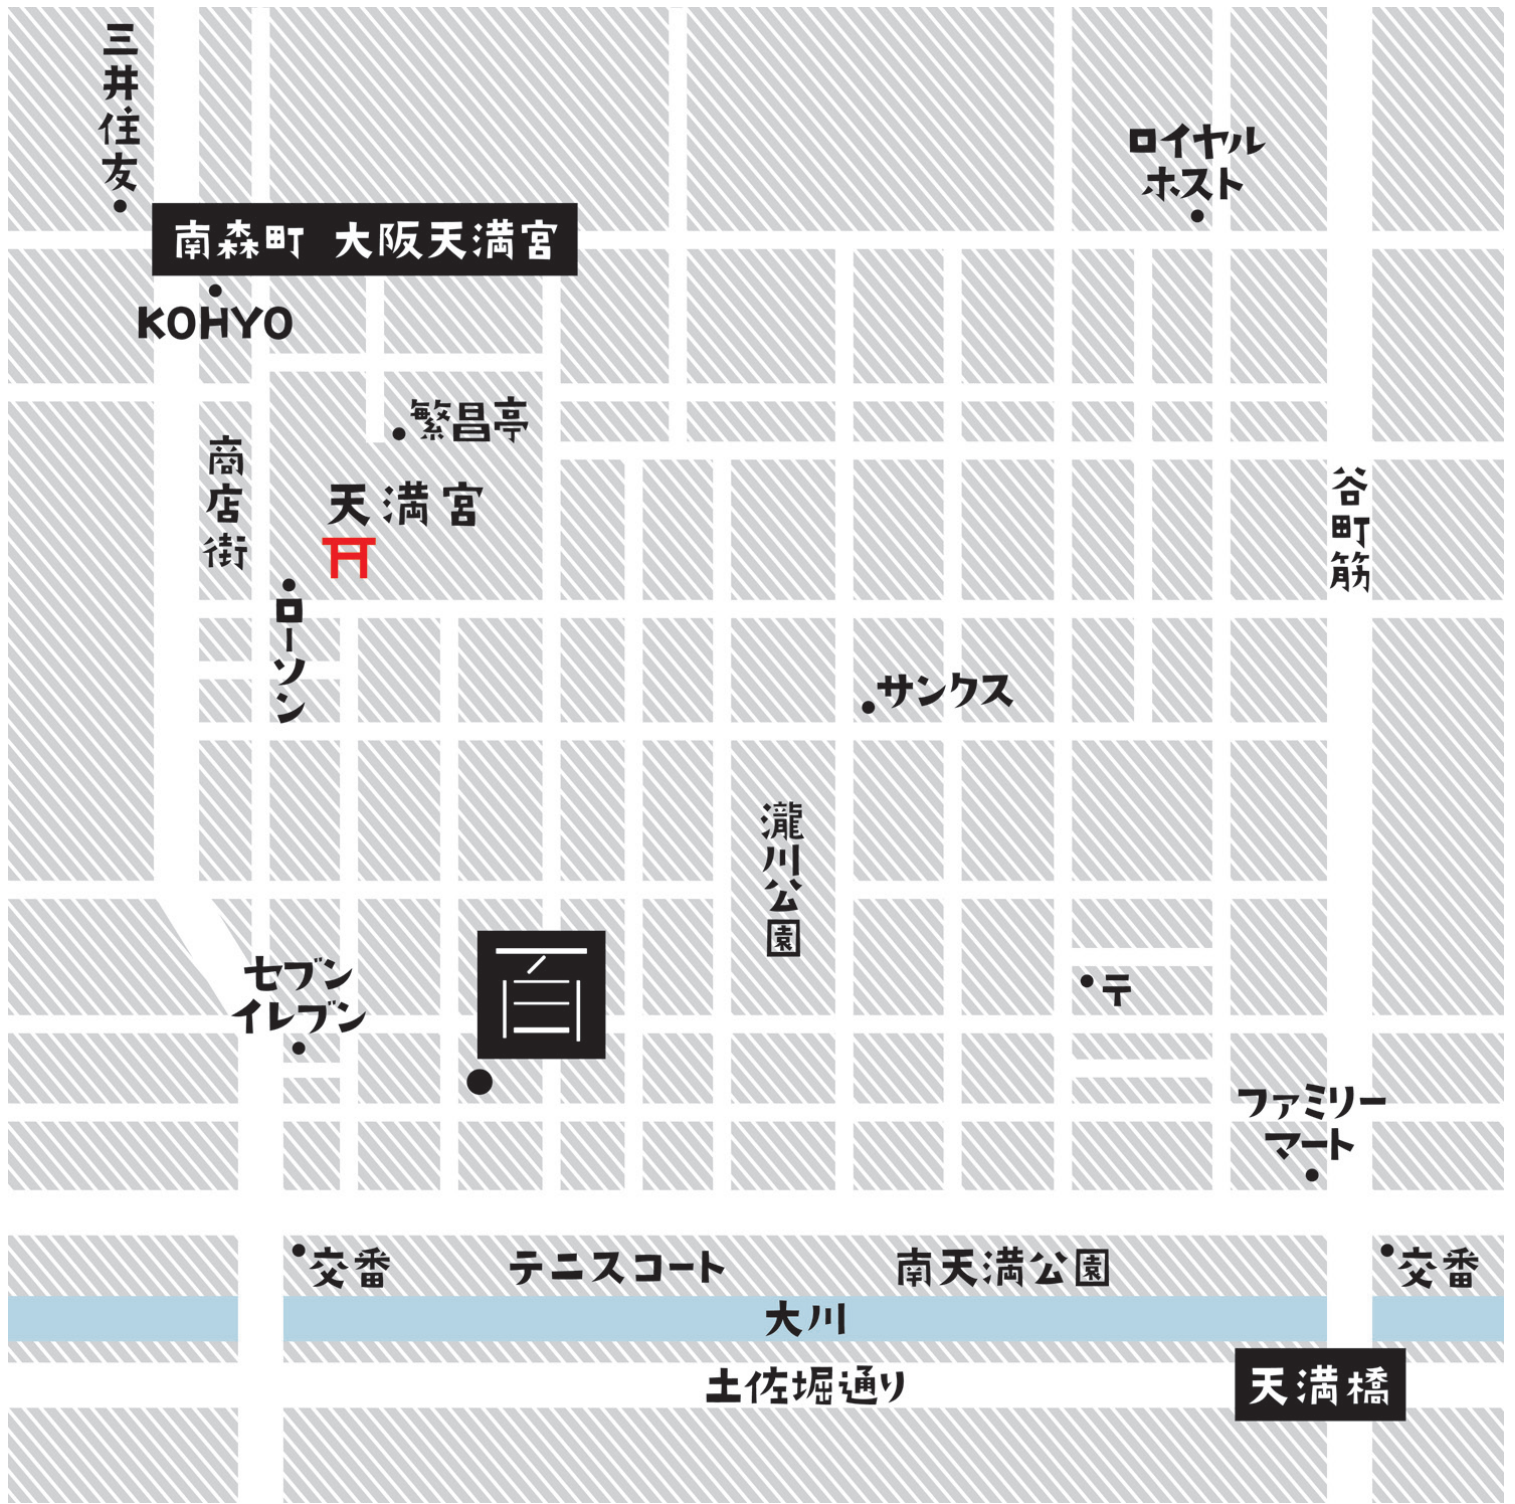 三井住友
ロイヤル
ホスト
南森町 大阪天満宮
KOHYO
繁昌亭
商店街
天満宮
谷町筋
ローソン
サンクス
瀧川公園
セブン
イレブン
百
〒
ファミリー
マート
交番
テニスコート
南天満公園
交番
大川
土佐堀通り
天満橋